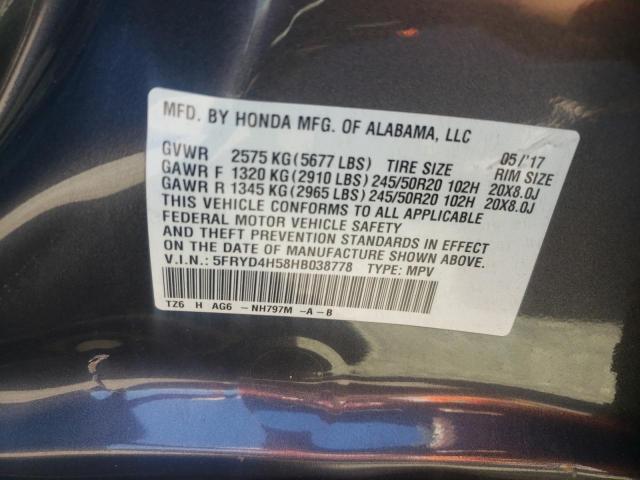 MFD. BY HONDA MFG. OF ALABAMA, LLC
05/'17
GVWR 2575 KG (5677 LBS) TIRE SIZE RIM SIZE
GAWR F 1320 KG (2910 LBS) 245/50R20 102H 20X8.0J
GAWR R 1345 KG (2965 LBS) 245/50R20 102H 20X8.0J
THIS VEHICLE CONFORMS TO ALL APPLICABLE
FEDERAL MOTOR VEHICLE SAFETY
AND THEFT PREVENTION STANDARDS IN EFFECT
ON THE DATE OF MANUFACTURE SHOWN ABOVE.
V.I.N.: 5FRYD4H58HB038778 TYPE: MPV
TZ6 H AG6 - NH797M -A-B